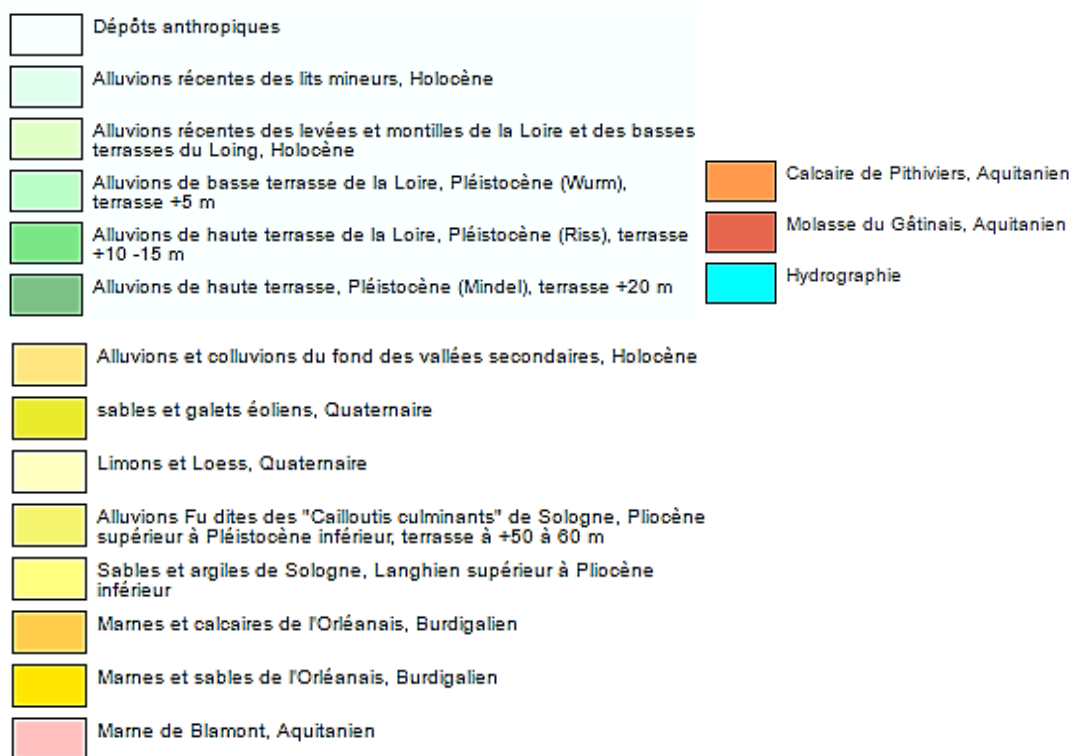 Dépôts anthropiques
Alluvions récentes des lits mineurs, Holocène
Alluvions récentes des levées et montilles de la Loire et des basses
terrasses du Loing, Holocène
Alluvions de basse terrasse de la Loire, Pléistocène (Wurm),
terrasse +5 m
Alluvions de haute terrasse de la Loire, Pléistocène (Riss), terrasse
+10 -15 m
Alluvions de haute terrasse, Pléistocène (Mindel), terrasse +20 m
Alluvions et colluvions du fond des vallées secondaires, Holocène
sables et galets éoliens, Quaternaire
Limons et Loess, Quaternaire
Alluvions Fu dites des "Cailloutis culminants" de Sologne, Pliocène
supérieur à Pléistocène inférieur, terrasse à +50 à 60 m
Sables et argiles de Sologne, Langhien supérieur à Pliocène
inférieur
Marnes et calcaires de l'Orléanais, Burdigalien
Marnes et sables de l'Orléanais, Burdigalien
Marne de Blamont, Aquitanien
Calcaire de Pithiviers, Aquitanien
Molasse du Gâtinais, Aquitanien
Hydrographie